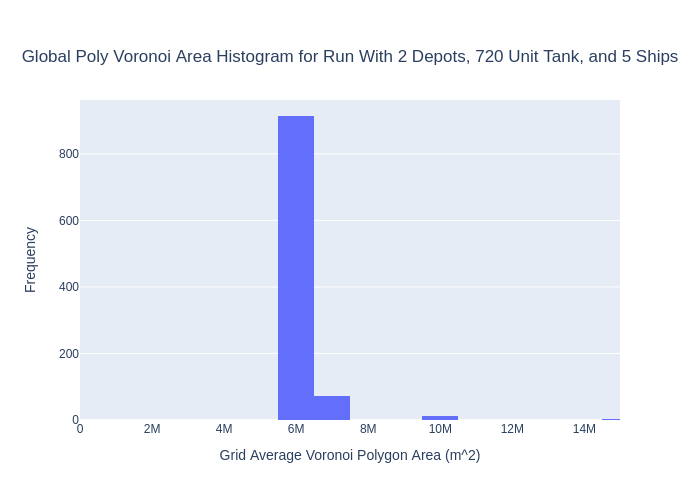 Global Poly Voronoi Area Histogram for Run With 2 Depots, 720 Unit Tank, and 5 Ships
Frequency
800
600
400
200
0
0 2M 4M 6M 8M 10M 12M 14M
Grid Average Voronoi Polygon Area (m^2)